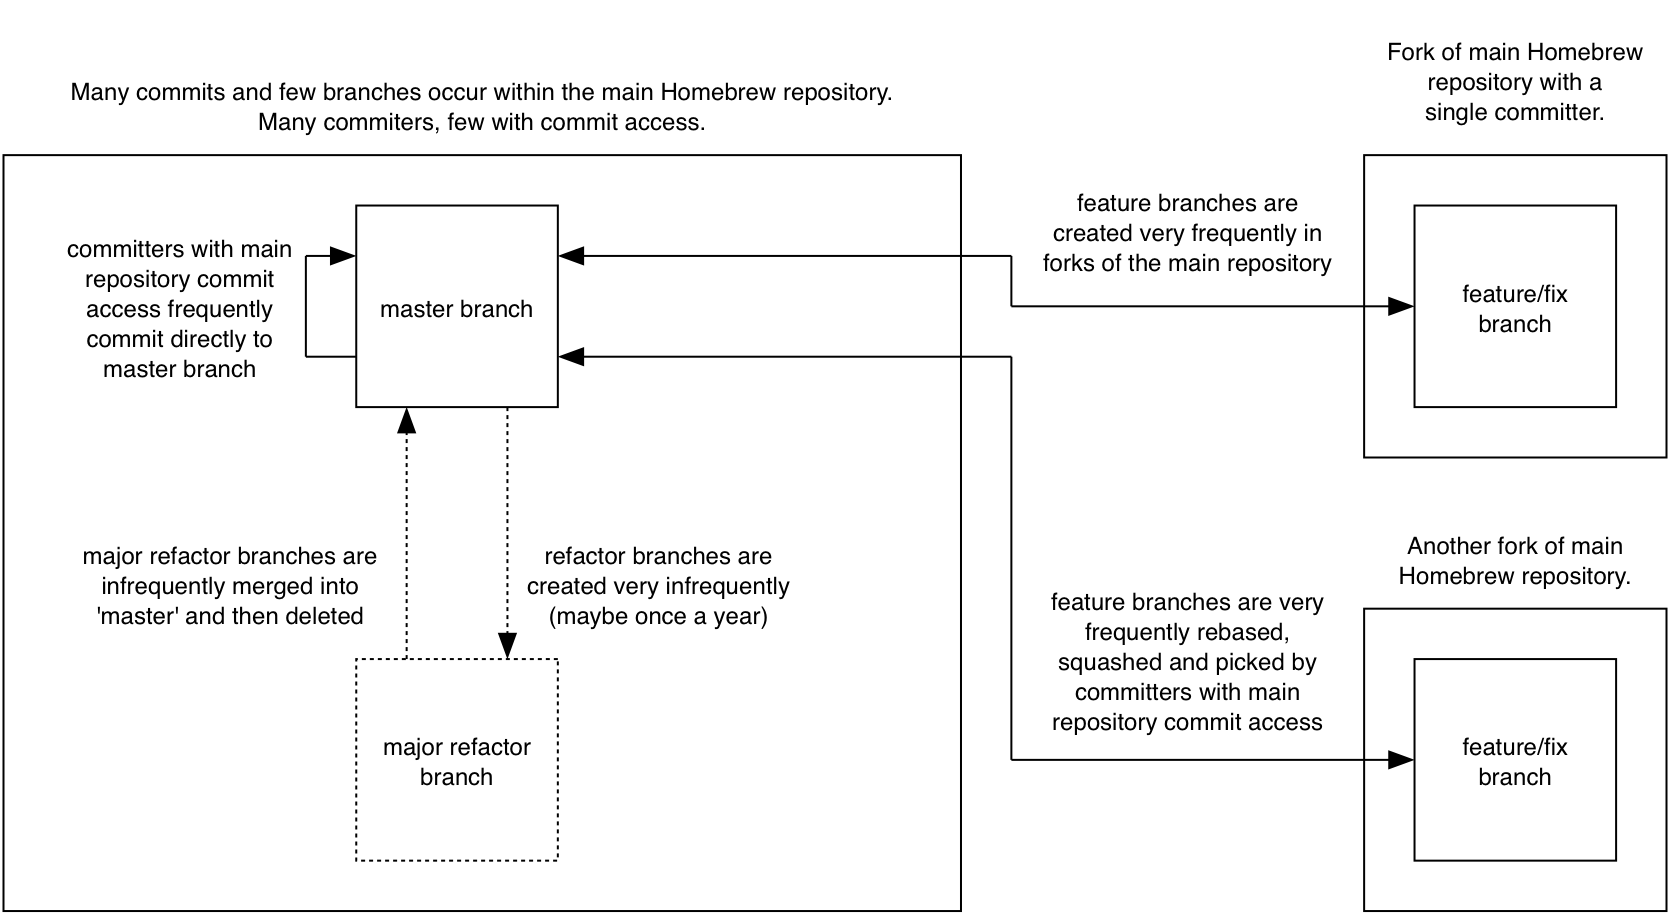 Many commits and few branches occur within the main Homebrew repository.
Many commiters, few with commit access.
Fork of main Homebrew
repository with a
single committer.
committers with main
repository commit
access frequently
commit directly to
master branch
master branch
feature branches are
created very frequently in
forks of the main repository
feature/fix
branch
major refactor branches are
infrequently merged into
'master' and then deleted
refactor branches are
created very infrequently
(maybe once a year)
major refactor
branch
feature branches are very
frequently rebased,
squashed and picked by
committers with main
repository commit access
Another fork of main
Homebrew repository.
feature/fix
branch